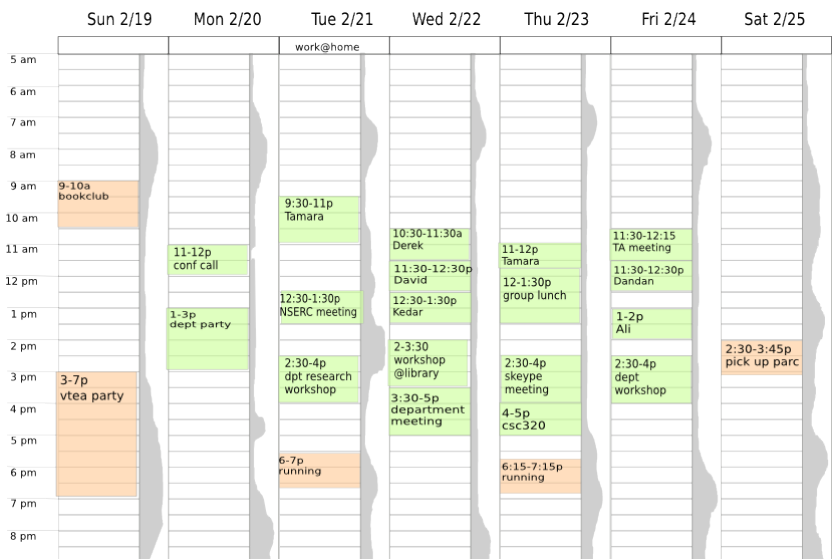 Sun 2/19 Mon 2/20 Tue 2/21 Wed 2/22 Thu 2/23 Fri 2/24 Sat 2/25
work@home
5 am
6 am
7 am
8 am
9 am
10 am
11 am
12 pm
1 pm
2 pm
3 pm
4 pm
5 pm
6 pm
7 pm
8 pm
9-10a
bookclub
3-7p
vtea party
11-12p
conf call
1-3p
dept party
9:30-11p
Tamara
12:30-1:30p
NSERC meeting
2:30-4p
dpt research
workshop
6-7p
running
10:30-11:30a
Derek
11:30-12:30p
David
12:30-1:30p
Kedar
2-3:30
workshop
@library
3:30-5p
department
meeting
11-12p
Tamara
12-1:30p
group lunch
2:30-4p
skeype
meeting
4-5p
csc320
6:15-7:15p
running
11:30-12:15
TA meeting
11:30-12:30p
Dandan
1-2p
Ali
2:30-4p
dept
workshop
2:30-3:45p
pick up parc